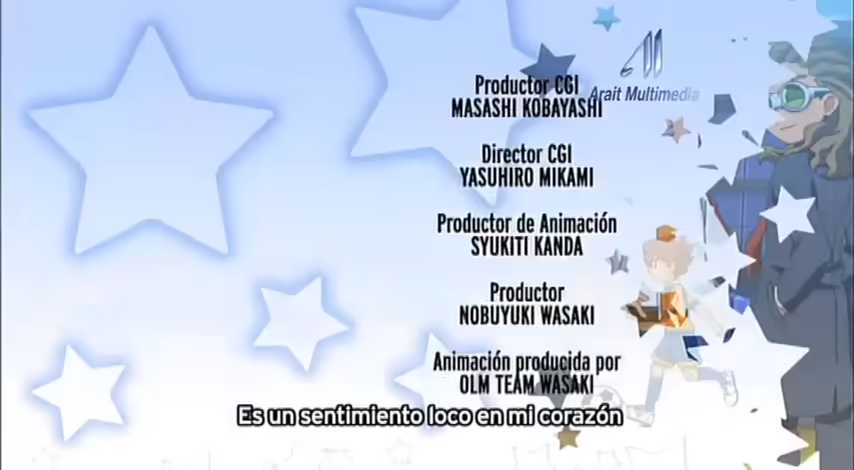 Arait Multimedia
Productor CGI
MASASHI KOBAYASHI
Director CGI
YASUHIRO MIKAMI
Productor de Animación
SYUKITI KANDA
Productor
NOBUYUKI WASAKI
Animación producida por
OLM TEAM WASAKI
Es un sentimiento loco en mi corazón